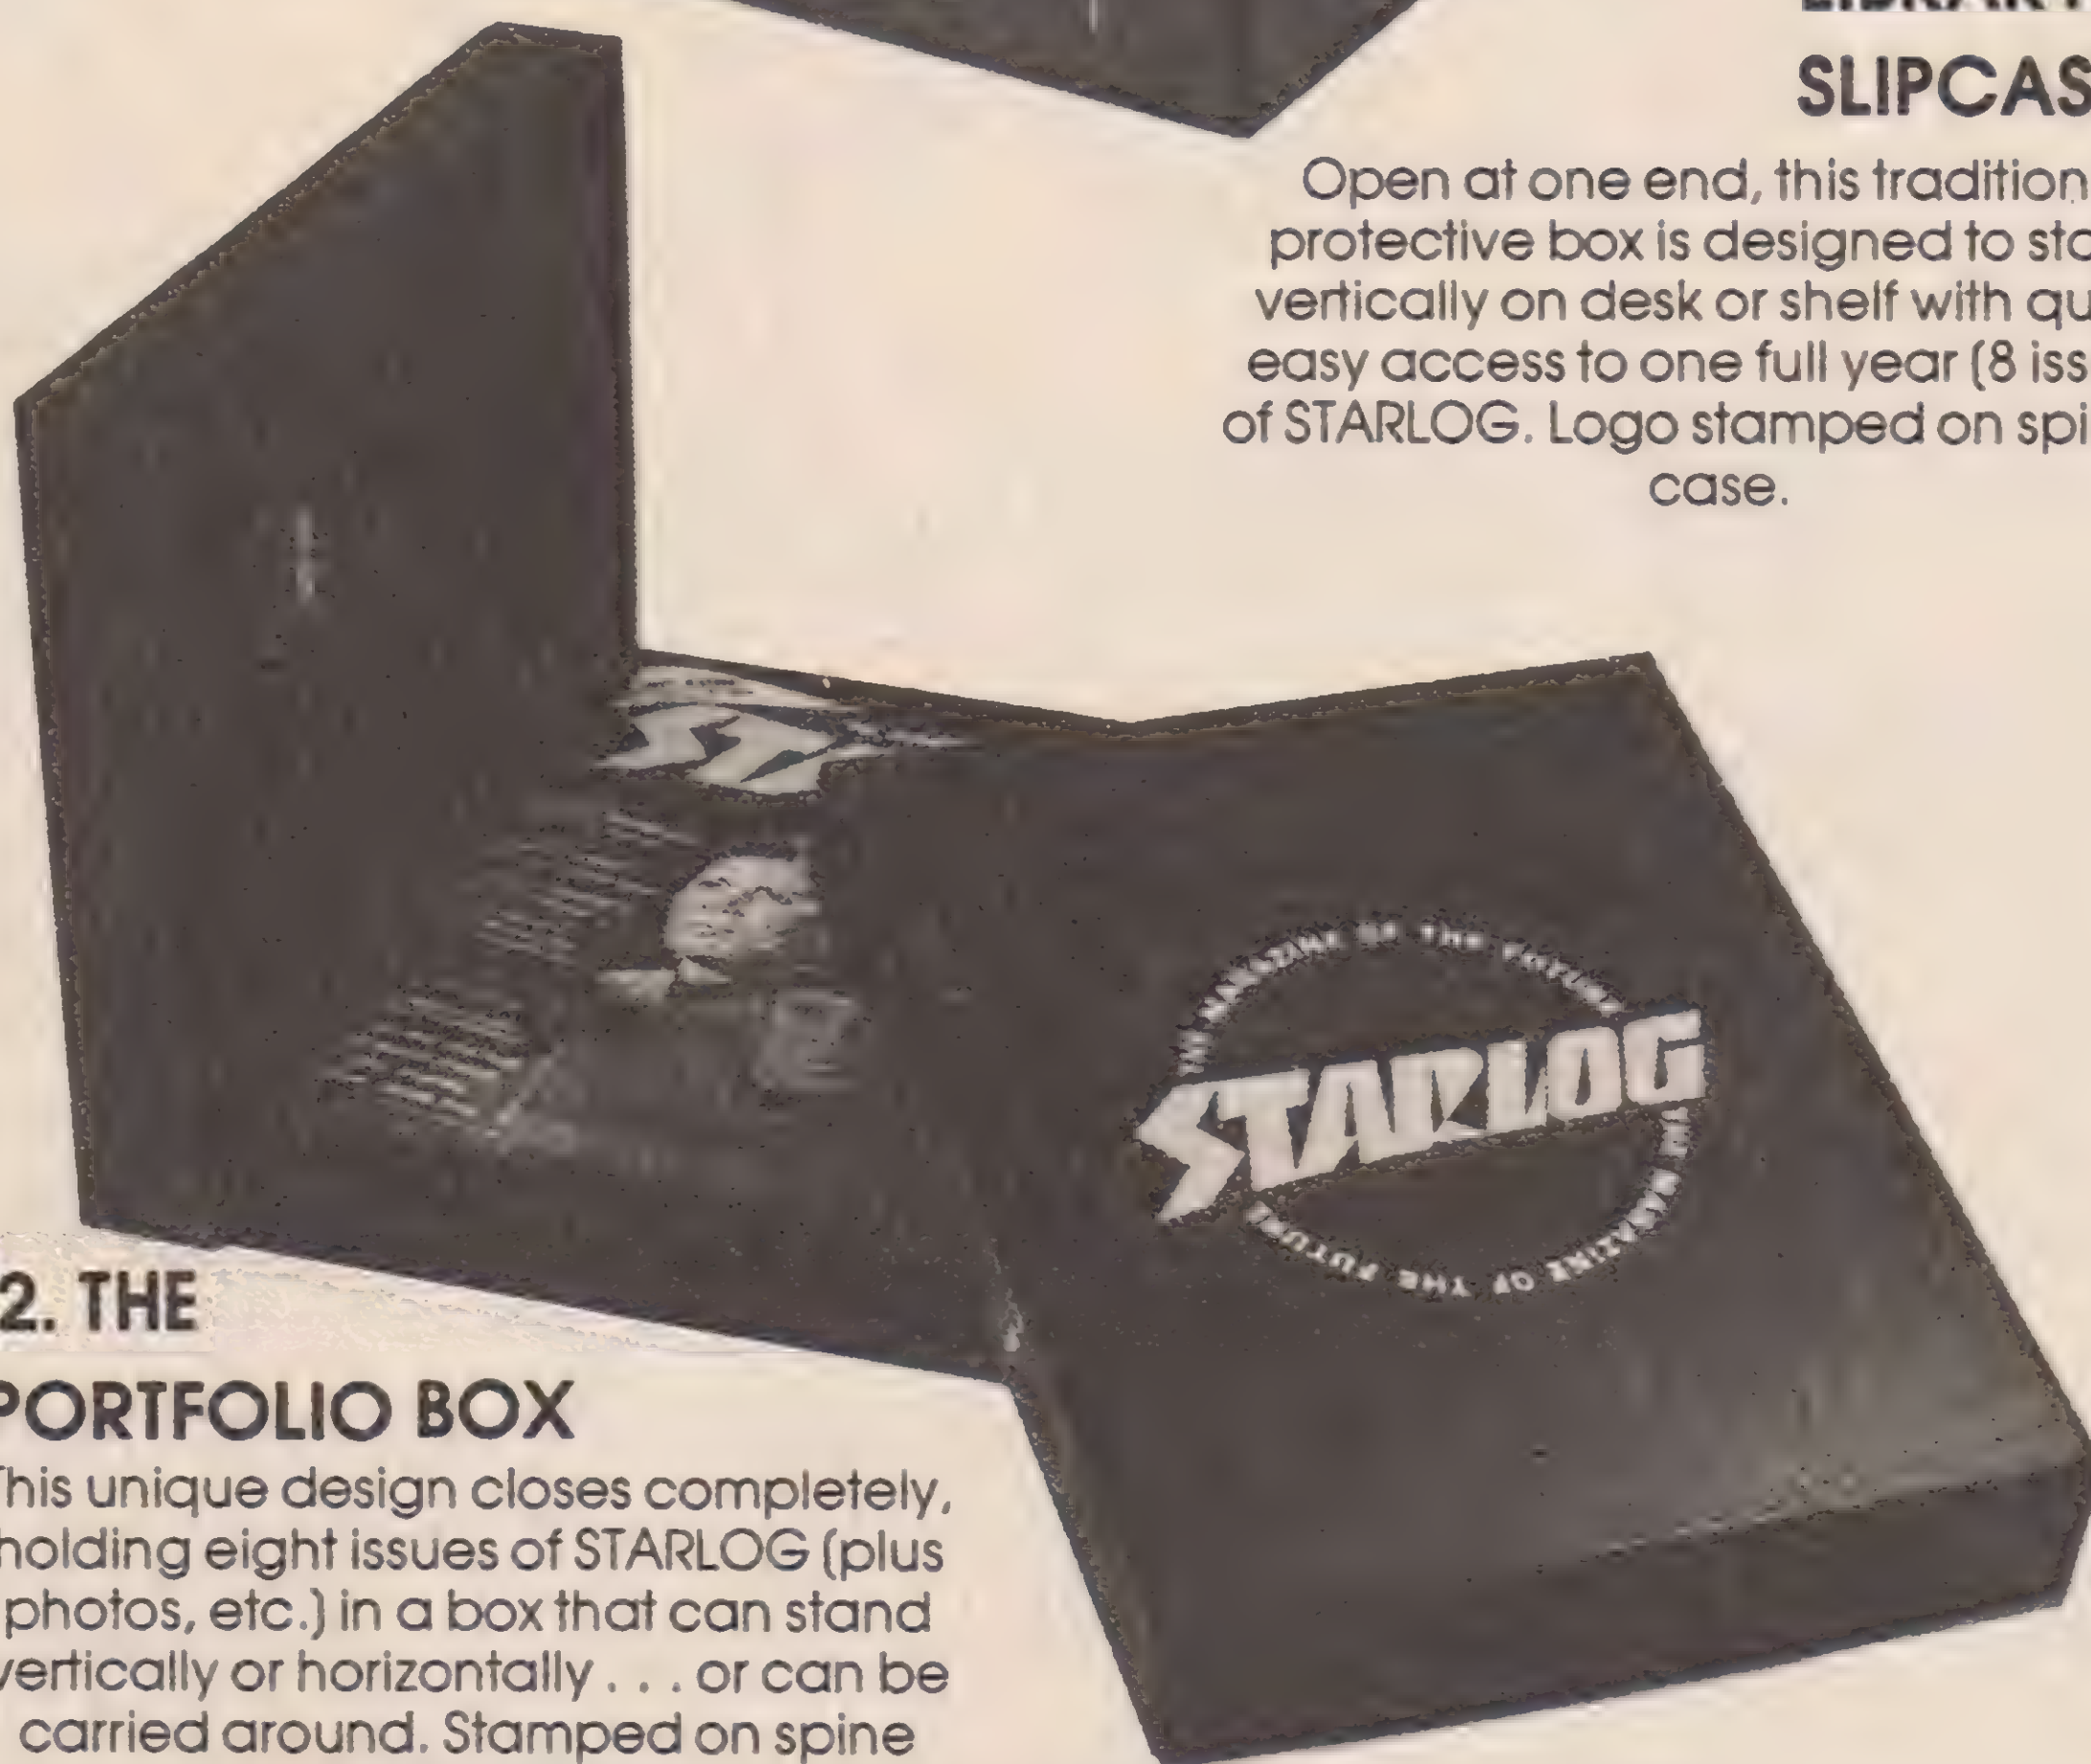 SLIPCAS
Open at one end, this tradition
protective box is designed to sta
vertically on desk or shelf with qu
easy access to one full year (8 iss
of STARLOG. Logo stamped on spi
case.
THE MAGAZINE OF THE FUTURE
STARLOG
THE MAGAZINE OF THE FUTURE
2. THE
PORTFOLIO BOX
This unique design closes completely,
holding eight issues of STARLOG (plus
photos, etc.) in a box that can stand
vertically or horizontally . . . or can be
carried around. Stamped on spine